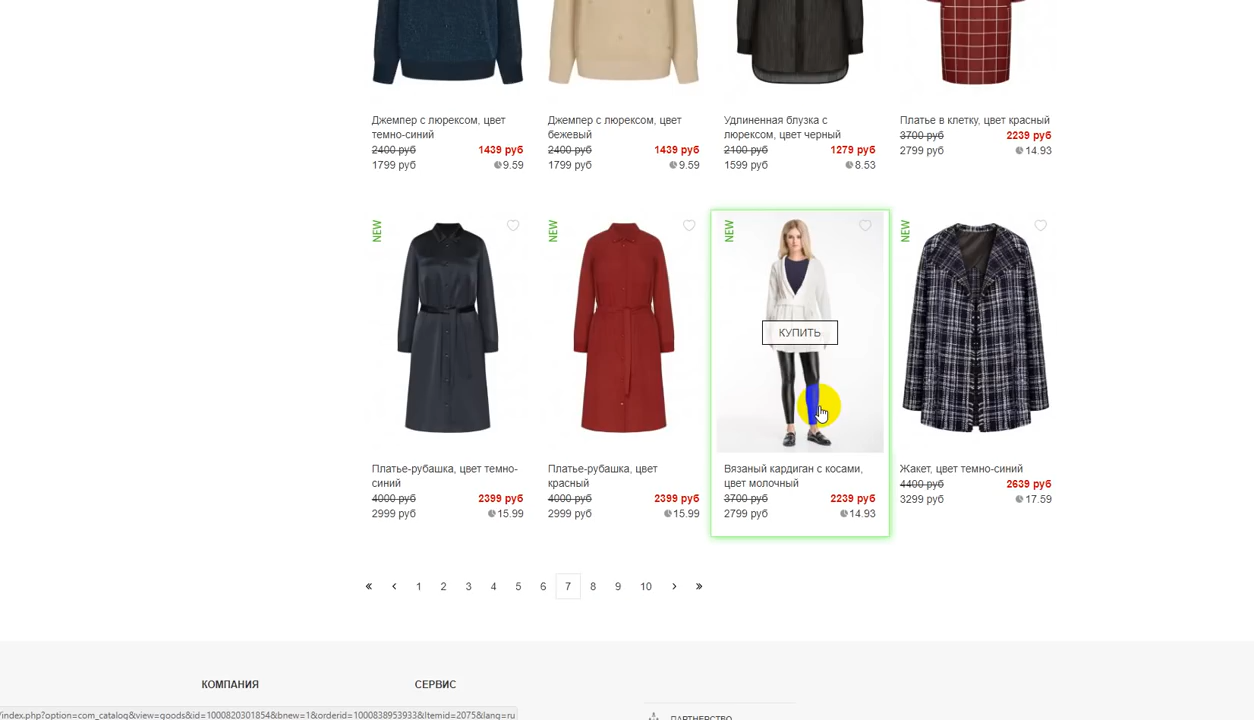 Джемпер с люрексом, цвет
темно-синий
2400 руб 1439 руб
1799 руб 9.59
Джемпер с люрексом, цвет
бежевый
2400 руб 1439 руб
1799 руб 9.59
Удлиненная блузка с
люрексом, цвет черный
2100 руб 1279 руб
1599 руб 8.53
Платье в клетку, цвет красный
3700 руб 2239 руб
2799 руб 14.93
NEW
Платье-рубашка, цвет темно-
синий
4000 руб 2399 руб
2999 руб 15.99
NEW
Платье-рубашка, цвет
красный
4000 руб 2399 руб
2999 руб 15.99
NEW
КУПИТЬ
Вязаный кардиган с косами,
цвет молочный
3700 руб 2239 руб
2799 руб 14.93
NEW
Жакет, цвет темно-синий
4400 руб 2639 руб
3299 руб 17.59
« ‹ 1 2 3 4 5 6 7 8 9 10 › »
КОМПАНИЯ СЕРВИС
/index.php?option=com_catalog&view=goods&id=1000820301854&bnew=1&orderid=1000838953933&Itemid=2075&lang=ru
ПАРТНЕРСТВО